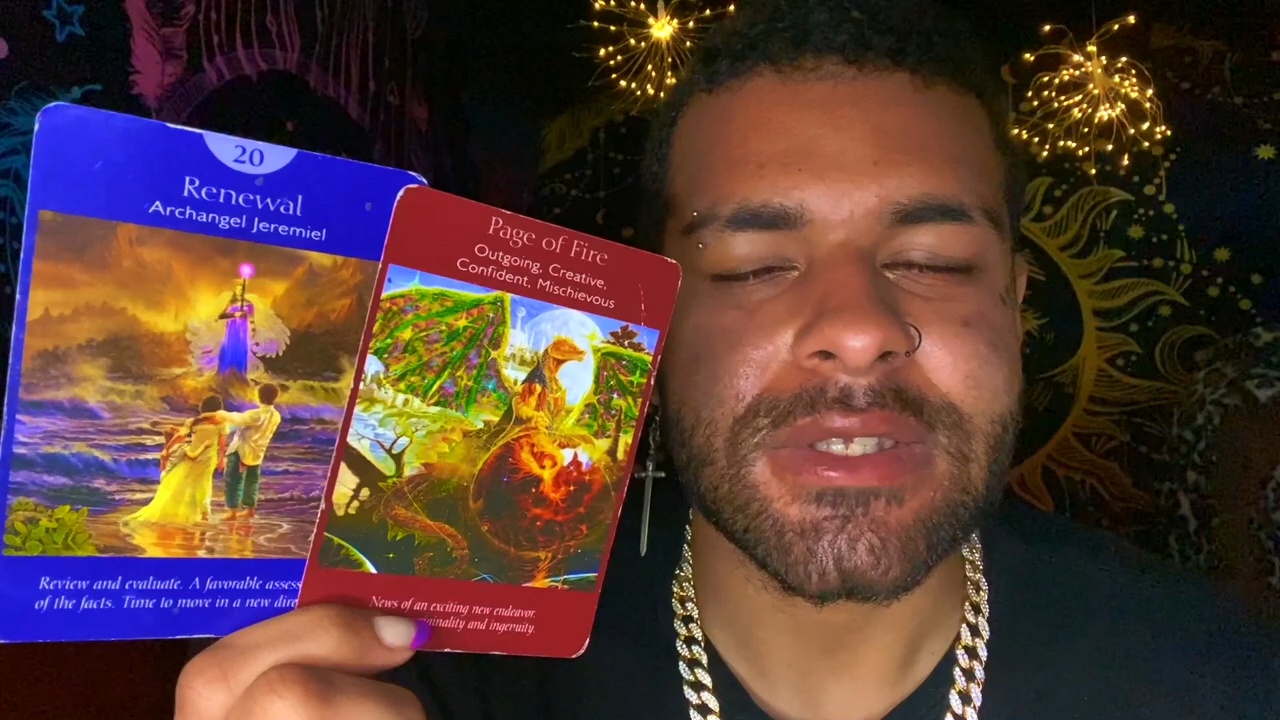 20
Renewal
Archangel Jeremiel
Review and evaluate. A favorable
of the facts. Time to move in a new
Page of Fire
Outgoing, Creative,
Confident, Mischievous
News of an exciting new endeavor.
and ingenuity.